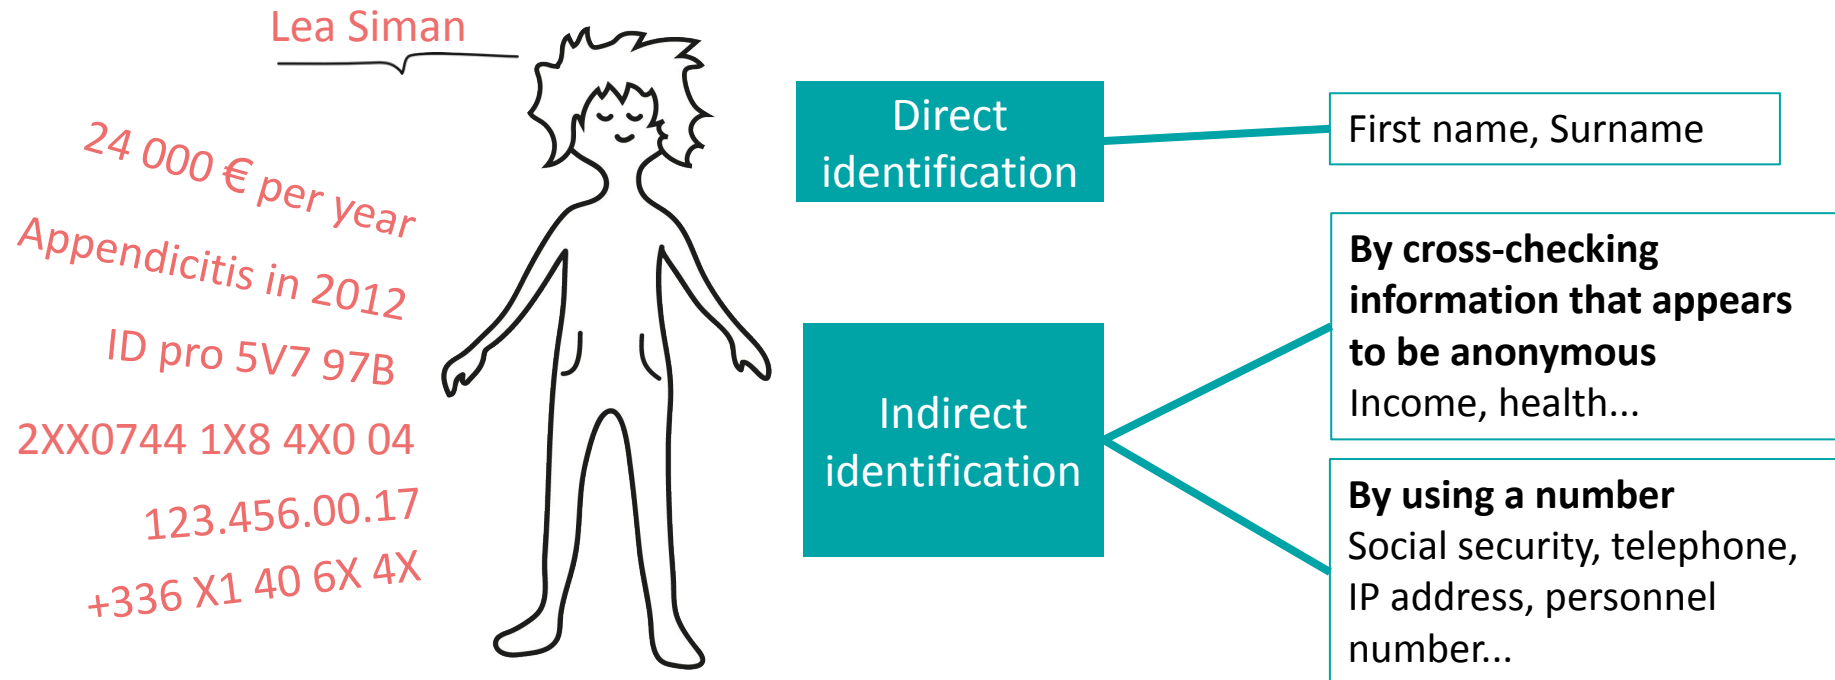 Lea Siman
24 000 € per year
Appendicitis in 2012
ID pro 5V7 97B
2XX0744 1X8 4X0 04
123.456.00.17
+336 X1 40 6X 4X
Direct
identification
First name, Surname
Indirect
identification
By cross-checking
information that appears
to be anonymous
Income, health...
By using a number
Social security, telephone,
IP address, personnel
number...